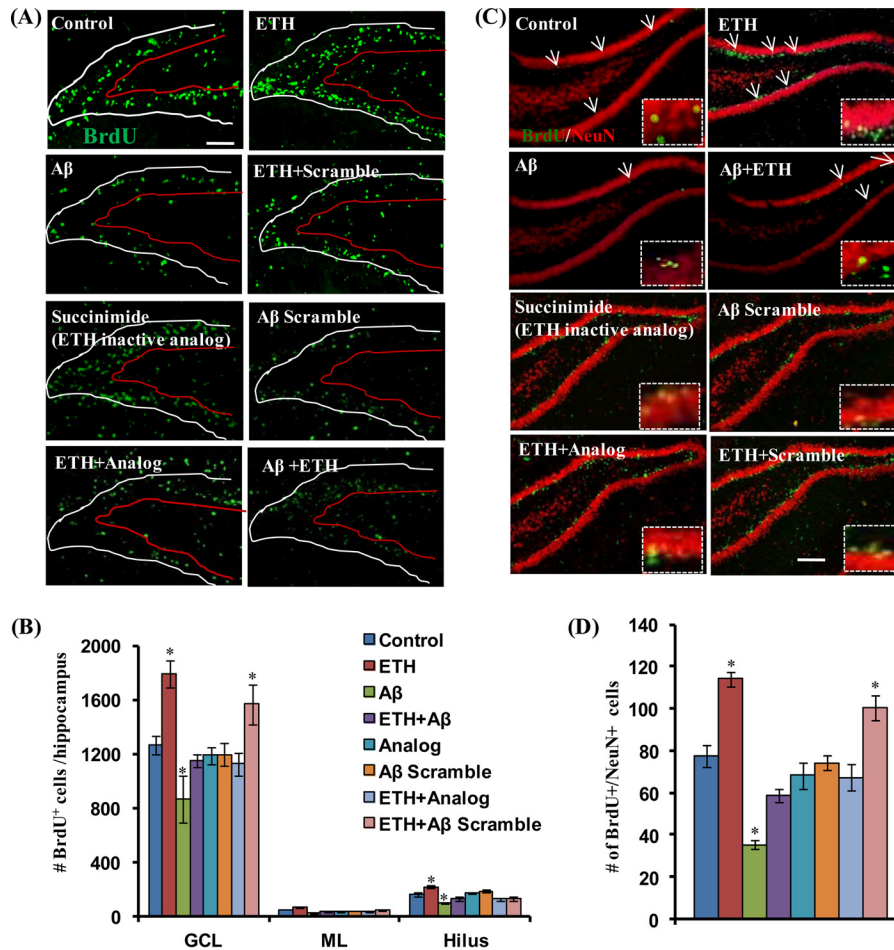 (A)
Control
BrdU
ETH
Aβ
ETH+Scramble
Succinimide
(ETH inactive analog)
Aβ Scramble
ETH+Analog
Aβ +ETH
(C)
Control
BrdU/NeuN
ETH
Aβ
Aβ+ETH
Succinimide
(ETH inactive analog)
Aβ Scramble
ETH+Analog
ETH+Scramble
(B)
# BrdU⁺ cells /hippocampus
2000
1600
1200
800
400
0
*
*
*
*
*
GCL
ML
Hilus
Control
ETH
Aβ
ETH+Aβ
Analog
Aβ Scramble
ETH+Analog
ETH+Aβ Scramble
(D)
# of BrdU+/NeuN+ cells
140
120
100
80
60
40
20
0
*
*
*